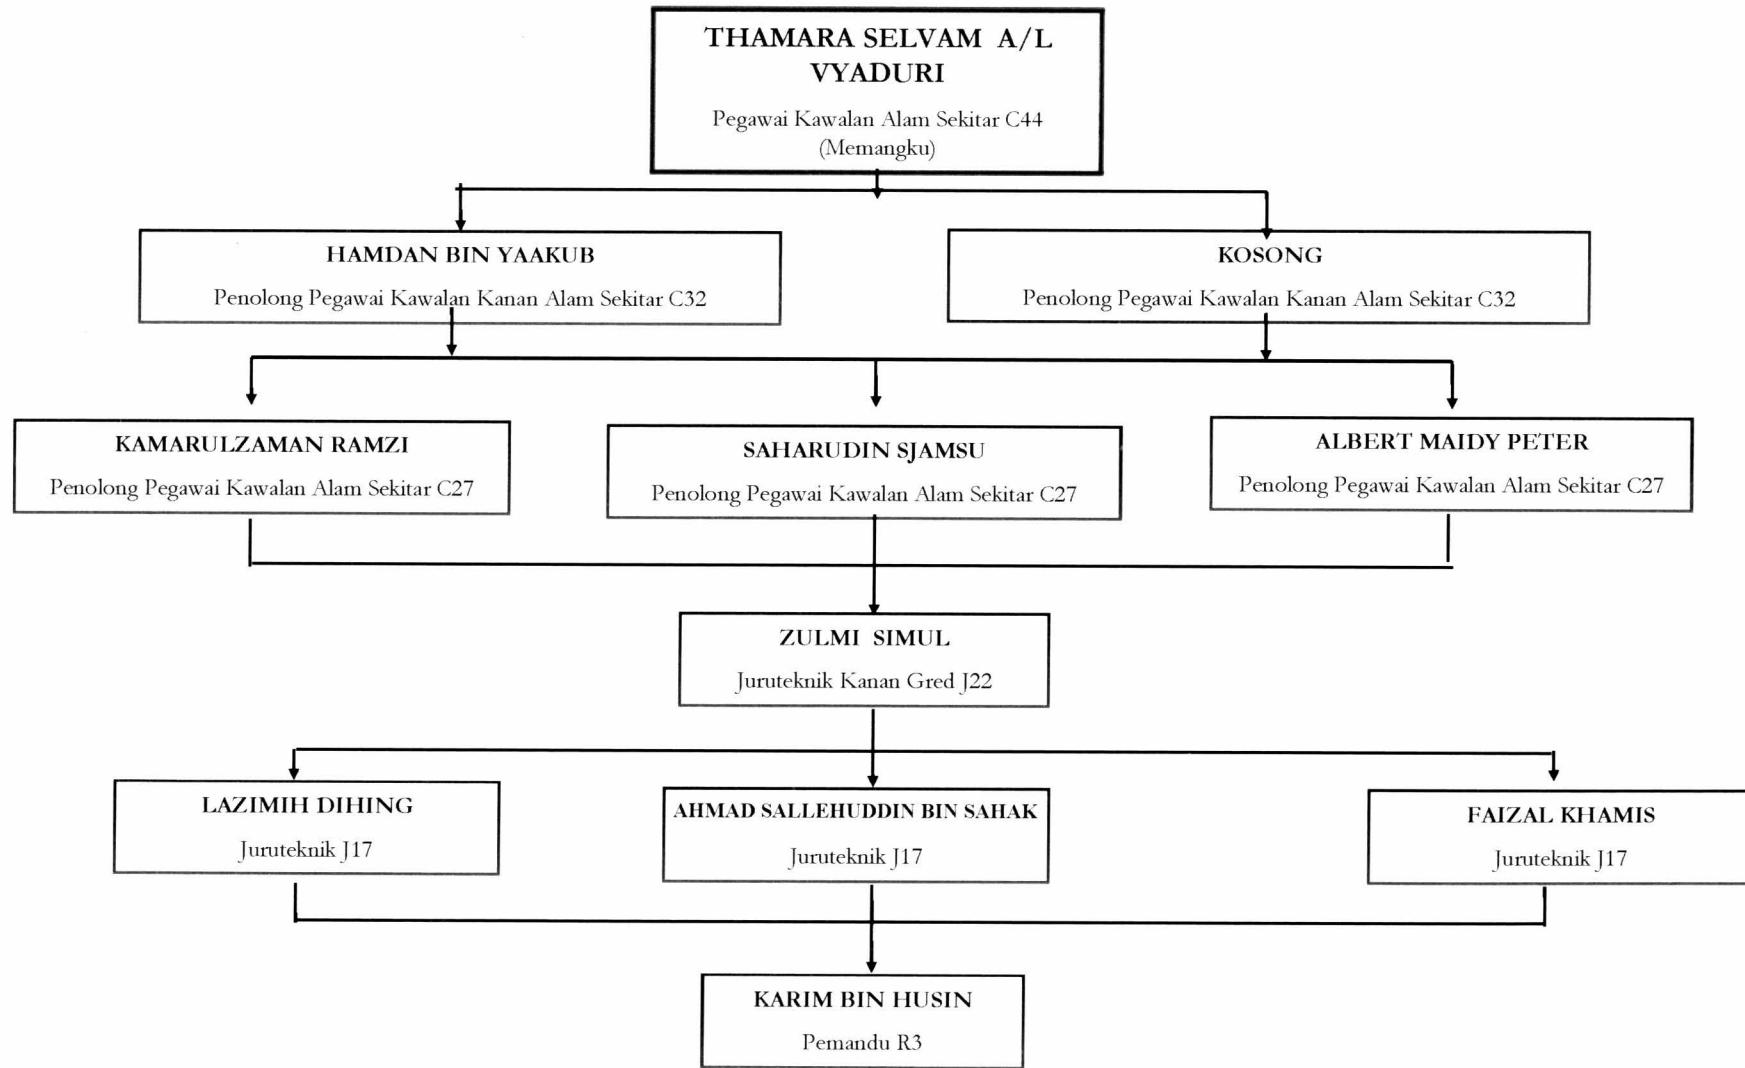 THAMARA SELVAM A/L
VYADURI
Pegawai Kawalan Alam Sekitar C44
(Memangku)
HAMDAN BIN YAAKUB
Penolong Pegawai Kawalan Kanan Alam Sekitar C32
KOSONG
Penolong Pegawai Kawalan Kanan Alam Sekitar C32
KAMARULZAMAN RAMZI
Penolong Pegawai Kawalan Alam Sekitar C27
SAHARUDIN SJAMSU
Penolong Pegawai Kawalan Alam Sekitar C27
ALBERT MAIDY PETER
Penolong Pegawai Kawalan Alam Sekitar C27
ZULMI SIMUL
Juruteknik Kanan Gred J22
LAZIMIH DIHING
Juruteknik J17
AHMAD SALLEHUDDIN BIN SAHAK
Juruteknik J17
FAIZAL KHAMIS
Juruteknik J17
KARIM BIN HUSIN
Pemandu R3